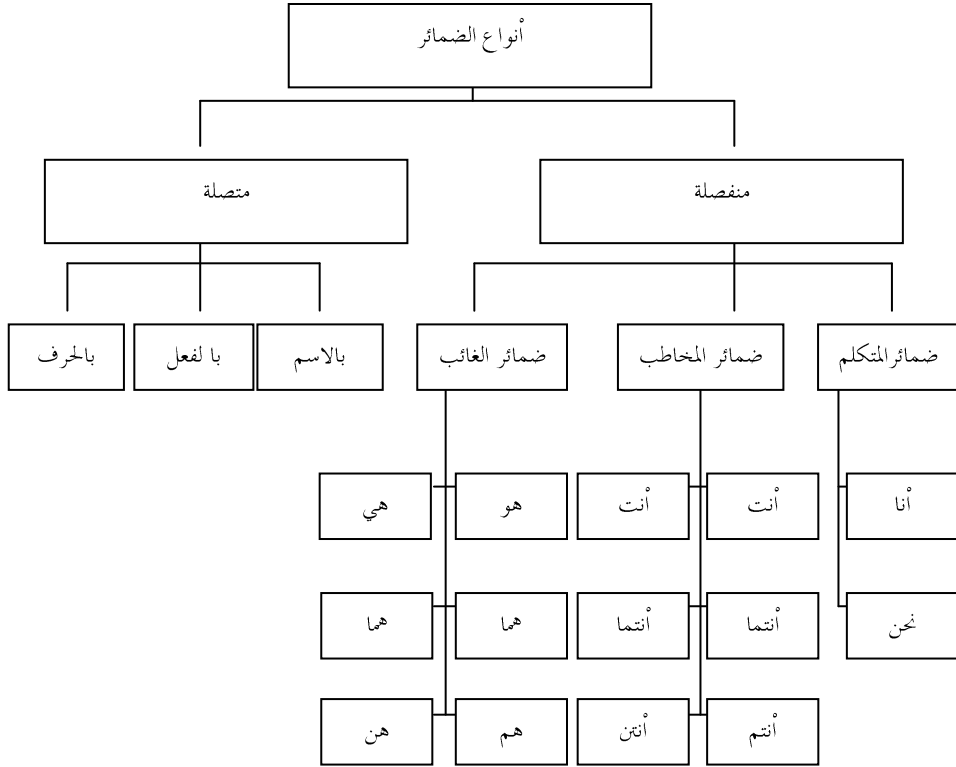 أنواع الضمائر
منفصلة
متصلة
ضمائرالمتكلم
ضمائر المخاطب
ضمائر الغائب
بالاسم
با لفعل
بالحرف
أنا
أنت
أنت
هو
هي
نحن
أنتما
أنتما
هما
هما
أنتم
أنتن
هم
هن